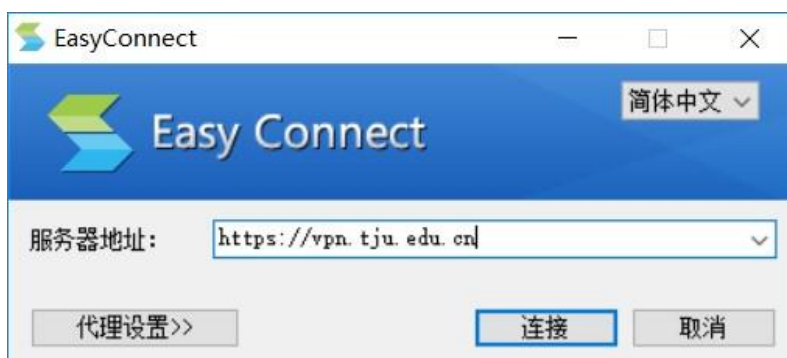 EasyConnect
Easy Connect
简体中文
服务器地址：
https://vpn.tju.edu.cn
代理设置>>
连接
取消